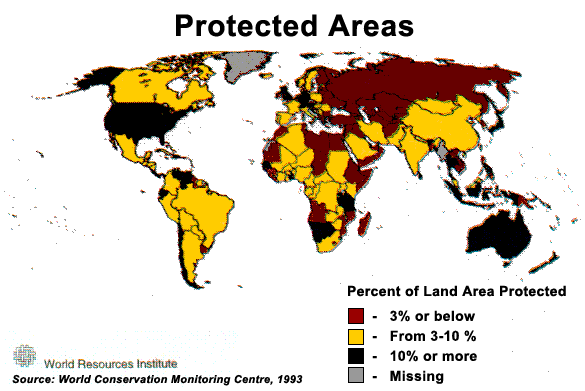 Protected Areas
Percent of Land Area Protected
- 3% or below
- From 3-10 %
- 10% or more
- Missing
World Resources Institute
Source: World Conservation Monitoring Centre, 1993